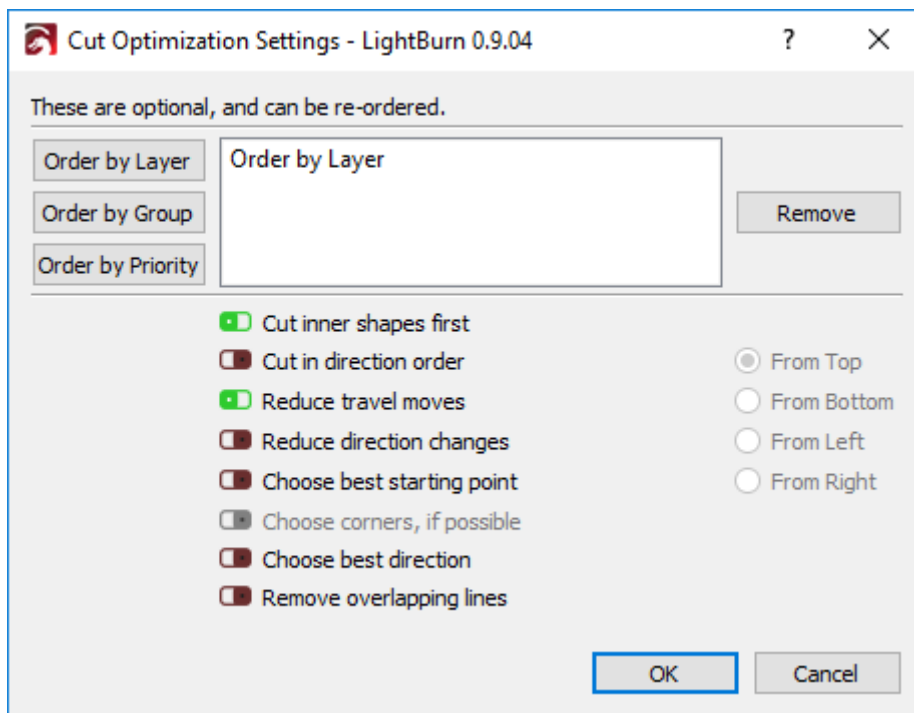 Cut Optimization Settings - LightBurn 0.9.04
?
These are optional, and can be re-ordered.
Order by Layer
Order by Group
Order by Priority
Order by Layer
Remove
Cut inner shapes first
Cut in direction order
Reduce travel moves
Reduce direction changes
Choose best starting point
Choose corners, if possible
Choose best direction
Remove overlapping lines
From Top
From Bottom
From Left
From Right
OK
Cancel